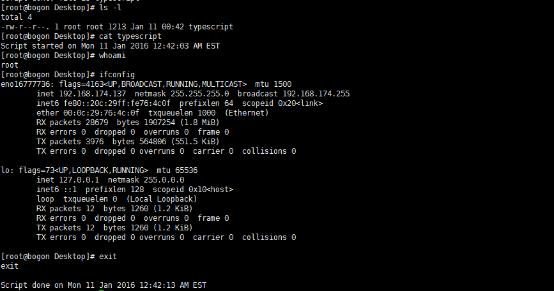 [root@bogon Desktop]# ls -l
total 4
-rw-r--r--. 1 root root 1213 Jan 11 00:42 typescript
[root@bogon Desktop]# cat typescript
Script started on Mon 11 Jan 2016 12:42:03 AM EST
[root@bogon Desktop]# whoami
root
[root@bogon Desktop]# ifconfig
eno16777736: flags=4163<UP,BROADCAST,RUNNING,MULTICAST>  mtu 1500
        inet 192.168.174.137  netmask 255.255.255.0  broadcast 192.168.174.255
        inet6 fe80::20c:29ff:fe76:4c0f  prefixlen 64  scopeid 0x20<link>
        ether 00:0c:29:76:4c:0f  txqueuelen 1000  (Ethernet)
        RX packets 28679  bytes 1907254 (1.8 MiB)
        RX errors 0  dropped 0  overruns 0  frame 0
        TX packets 3976  bytes 564806 (551.5 KiB)
        TX errors 0  dropped 0 overruns 0  carrier 0  collisions 0
lo: flags=73<UP,LOOPBACK,RUNNING>  mtu 65536
        inet 127.0.0.1  netmask 255.0.0.0
        inet6 ::1  prefixlen 128  scopeid 0x10<host>
        loop  txqueuelen 0  (Local Loopback)
        RX packets 12  bytes 1260 (1.2 KiB)
        RX errors 0  dropped 0  overruns 0  frame 0
        TX packets 12  bytes 1260 (1.2 KiB)
        TX errors 0  dropped 0 overruns 0  carrier 0  collisions 0
[root@bogon Desktop]# exit
exit
Script done on Mon 11 Jan 2016 12:42:13 AM EST